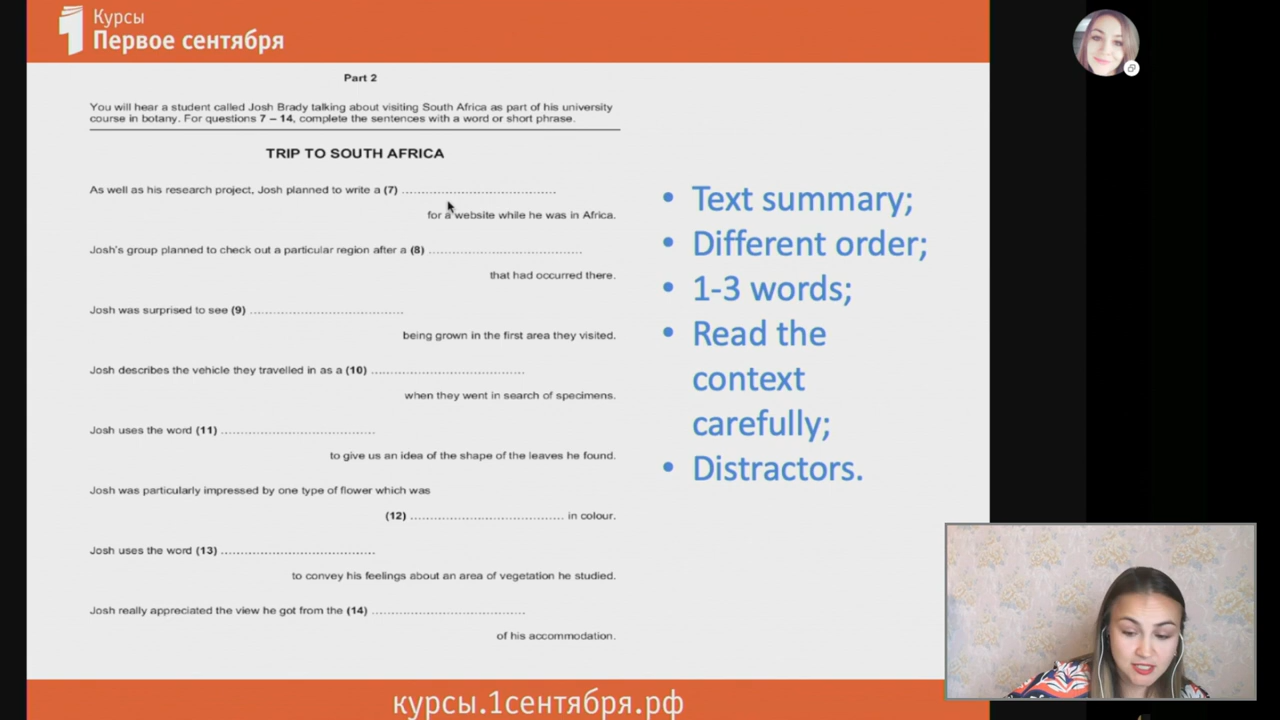 Курсы
Первое сентября
Part 2
You will hear a student called Josh Brady talking about visiting South Africa as part of his university
course in botany. For questions 7 – 14, complete the sentences with a word or short phrase.
TRIP TO SOUTH AFRICA
As well as his research project, Josh planned to write a (7) ........................................
for a website while he was in Africa.
Josh's group planned to check out a particular region after a (8) ........................................
that had occurred there.
Josh was surprised to see (9) ........................................
being grown in the first area they visited.
Josh describes the vehicle they travelled in as a (10) ........................................
when they went in search of specimens.
Josh uses the word (11) ........................................
to give us an idea of the shape of the leaves he found.
Josh was particularly impressed by one type of flower which was
(12) ........................................ in colour.
Josh uses the word (13) ........................................
to convey his feelings about an area of vegetation he studied.
Josh really appreciated the view he got from the (14) ........................................
of his accommodation.
• Text summary;
• Different order;
• 1-3 words;
• Read the
context
carefully;
• Distractors.
курсы.1сентября.рф